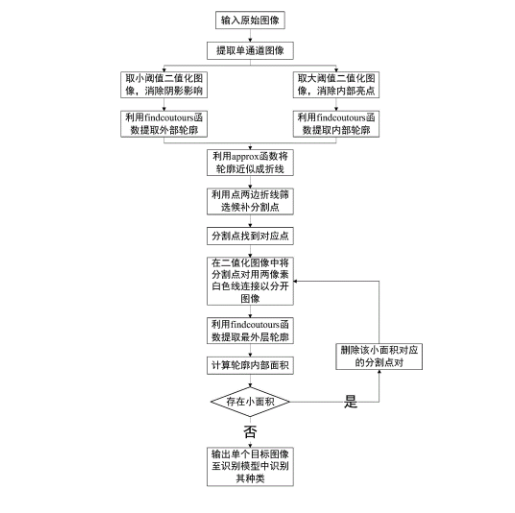 输入原始图像
提取单通道图像
取小阈值二值化图
像，消除阴影影响
取大阈值二值化图
像，消除内部亮点
利用findcoutours函
数提取外部轮廓
利用findcoutours函
数提取内部轮廓
利用approx函数将
轮廓近似成折线
利用点两边折线筛
选候补分割点
分割点找到对应点
在二值化图像中将
分割点对用两像素
白色线连接以分开
图像
利用findcoutours函
数提取最外层轮廓
删除该小面积对应
的分割点对
计算轮廓内部面积
存在小面积
是
否
输出单个目标图像
至识别模型中识别
其种类